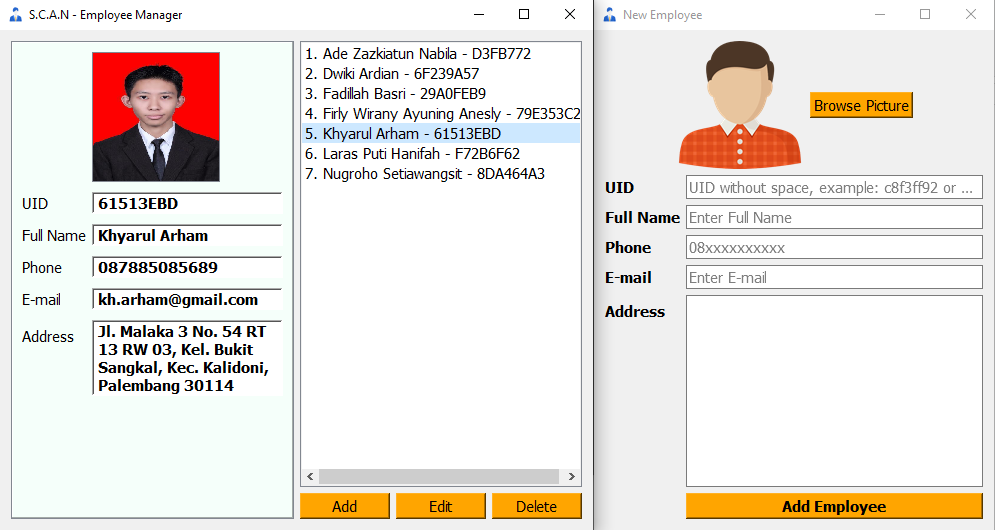 S.C.A.N - Employee Manager
UID
61513EBD
Full Name
Khyarul Arham
Phone
087885085689
E-mail
kh.arham@gmail.com
Address
Jl. Malaka 3 No. 54 RT
13 RW 03, Kel. Bukit
Sangkal, Kec. Kalidoni,
Palembang 30114
1. Ade Zazkiatun Nabila - D3FB772
2. Dwiki Ardian - 6F239A57
3. Fadillah Basri - 29A0FEB9
4. Firly Wirany Ayuning Anesly - 79E353C2
5. Khyarul Arham - 61513EBD
6. Laras Puti Hanifah - F72B6F62
7. Nugroho Setiawangsit - 8DA464A3
Add
Edit
Delete
New Employee
Browse Picture
UID
UID without space, example: c8f3ff92 or ...
Full Name
Enter Full Name
Phone
08xxxxxxxxxx
E-mail
Enter E-mail
Address
Add Employee